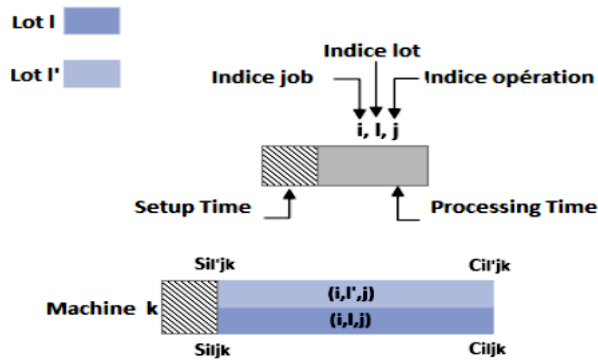 Lot l
Lot l'
Indice lot
Indice job
Indice opération
i, l, j
Setup Time
Processing Time
Sil'jk
Cil'jk
Machine k
(i,l',j)
(i,l,j)
Siljk
Ciljk